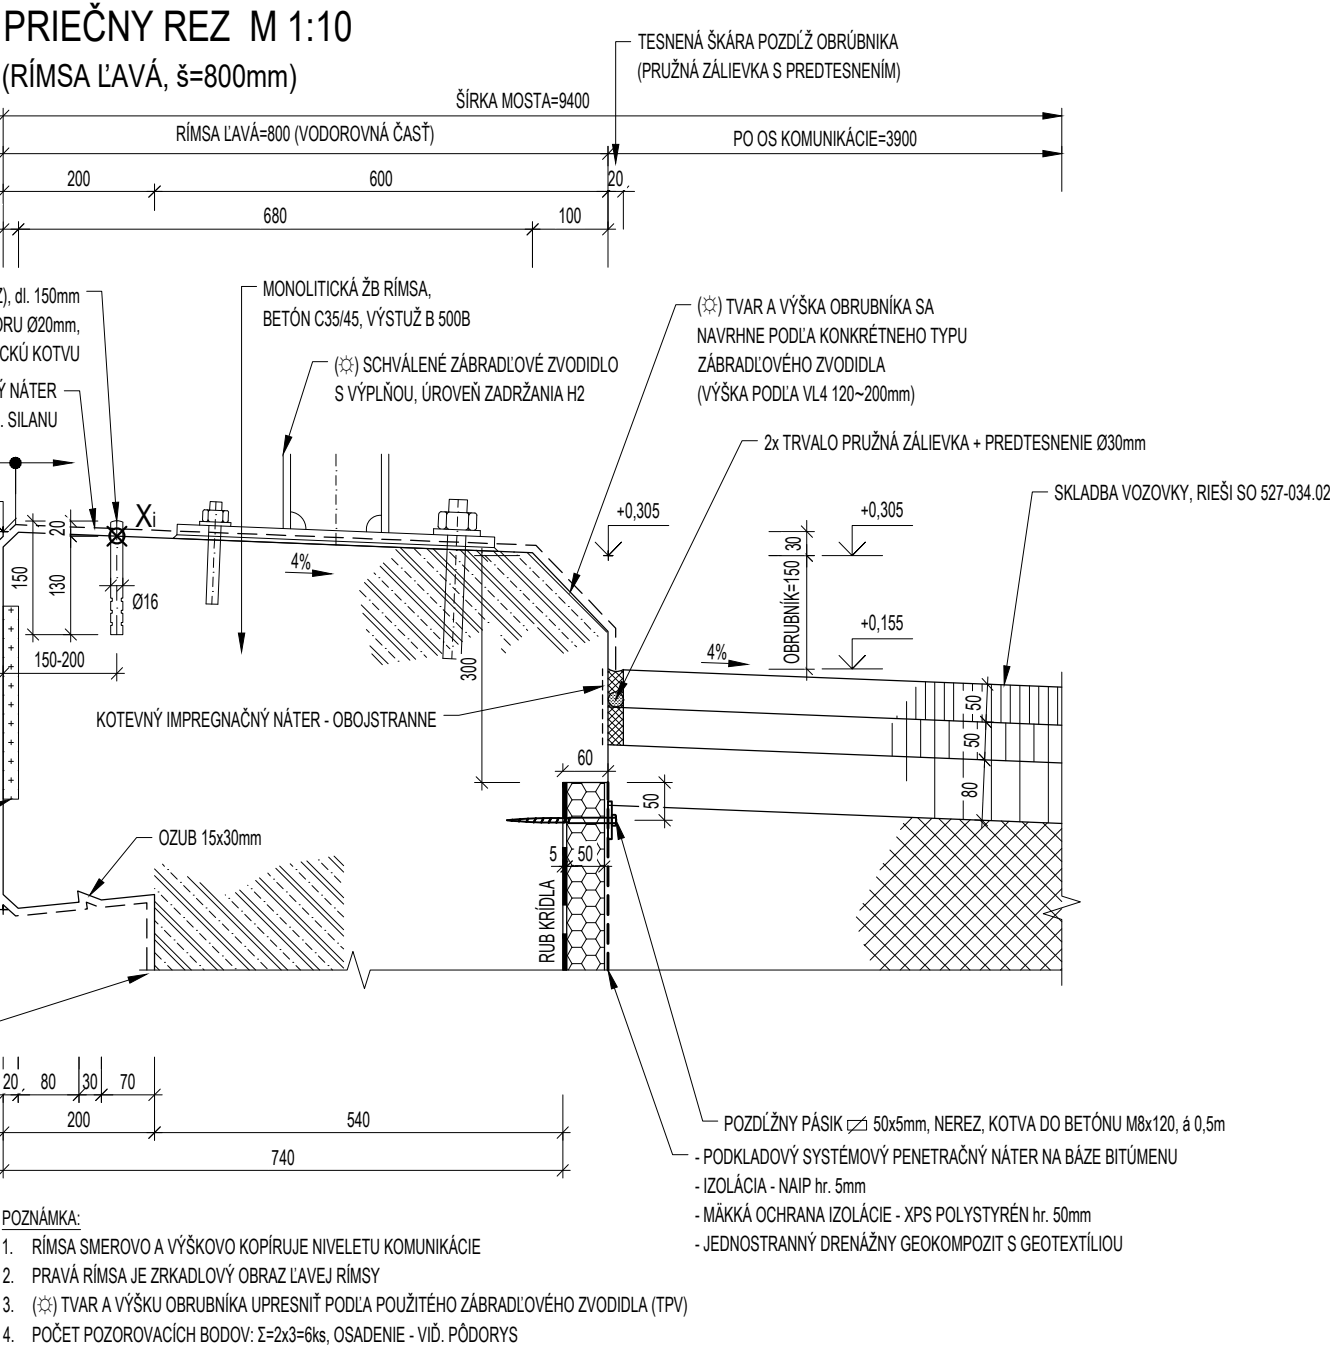 PRIEČNY REZ M 1:10
(RÍMSA ĽAVÁ, š=800mm)
TESNENÁ ŠKÁRA POZDĹŽ OBRÚBNIKA
(PRUŽNÁ ZÁLIEVKA S PREDTESNENÍM)
ŠÍRKA MOSTA=9400
RÍMSA ĽAVÁ=800 (VODOROVNÁ ČASŤ)
PO OS KOMUNIKÁCIE=3900
200
600
20
680
100
Z), dl. 150mm
ORU Ø20mm,
CKÚ KOTVU
Ý NÁTER
. SILANU
MONOLITICKÁ ŽB RÍMSA,
BETÓN C35/45, VÝSTUŽ B 500B
(☼) SCHVÁLENÉ ZÁBRADĽOVÉ ZVODIDLO
S VÝPLŇOU, ÚROVEŇ ZADRŽANIA H2
(☼) TVAR A VÝŠKA OBRUBNÍKA SA
NAVRHNE PODĽA KONKRÉTNEHO TYPU
ZÁBRADĽOVÉHO ZVODIDLA
(VÝŠKA PODĽA VL4 120~200mm)
2x TRVALO PRUŽNÁ ZÁLIEVKA + PREDTESNENIE Ø30mm
SKLADBA VOZOVKY, RIEŠI SO 527-034.02
Xi
+0,305
+0,305
20
30
150
130
4%
Ø16
OBRUBNÍK=150
+0,155
150-200
300
4%
KOTEVNÝ IMPREGNAČNÝ NÁTER - OBOJSTRANNE
50
50
60
50
80
OZUB 15x30mm
5
50
RUB KRÍDLA
20
80
30
70
200
540
740
POZDĹŽNY PÁSIK 50x5mm, NEREZ, KOTVA DO BETÓNU M8x120, á 0,5m
- PODKLADOVÝ SYSTÉMOVÝ PENETRAČNÝ NÁTER NA BÁZE BITÚMENU
- IZOLÁCIA - NAIP hr. 5mm
- MÄKKÁ OCHRANA IZOLÁCIE - XPS POLYSTYRÉN hr. 50mm
- JEDNOSTRANNÝ DRENÁŽNY GEOKOMPOZIT S GEOTEXTÍLIOU
POZNÁMKA:
1. RÍMSA SMEROVO A VÝŠKOVO KOPÍRUJE NIVELETU KOMUNIKÁCIE
2. PRAVÁ RÍMSA JE ZRKADLOVÝ OBRAZ ĽAVEJ RÍMSY
3. (☼) TVAR A VÝŠKU OBRUBNÍKA UPRESNIŤ PODĽA POUŽITÉHO ZÁBRADĽOVÉHO ZVODIDLA (TPV)
4. POČET POZOROVACÍCH BODOV: Σ=2x3=6ks, OSADENIE - VIĎ. PÔDORYS